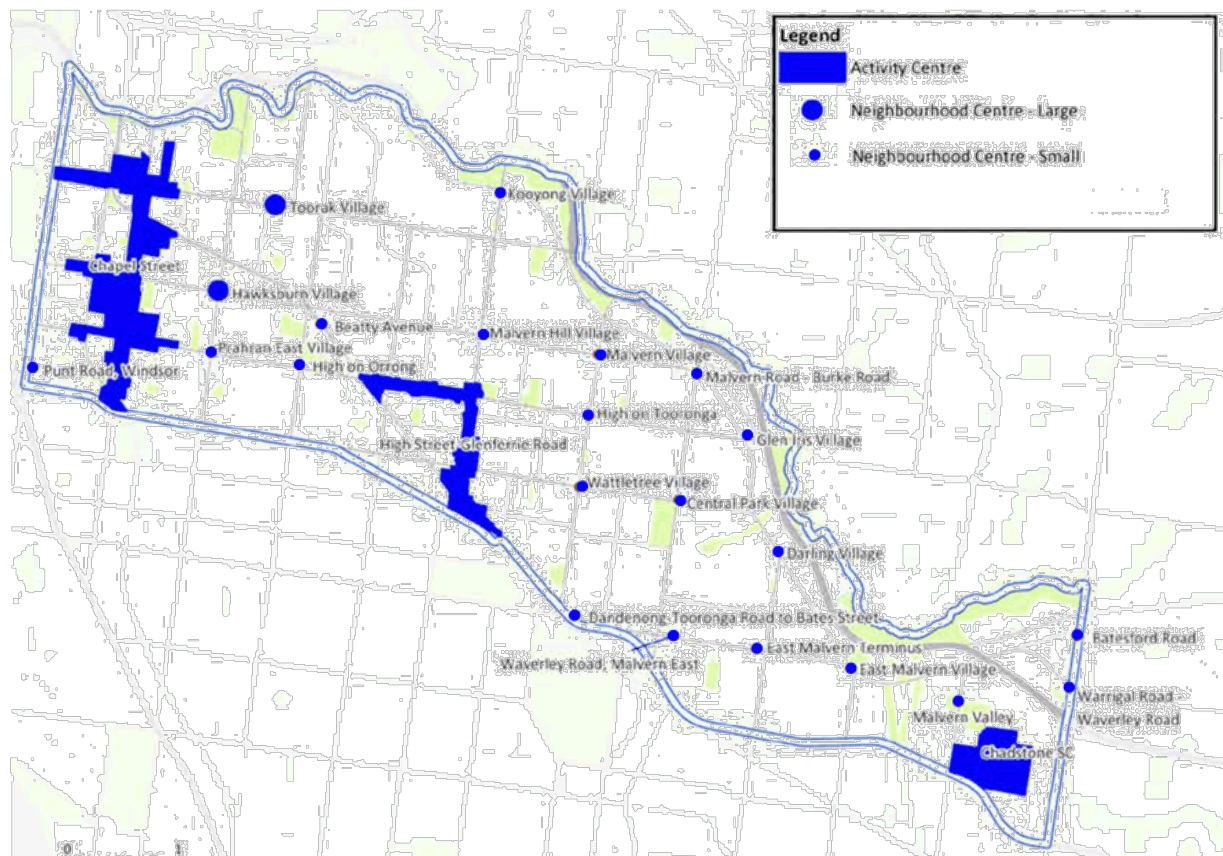 Legend
Activity Centre
Neighbourhood Centre - Large
Neighbourhood Centre - Small
Kooyong Village
Toorak Village
Chapel Street
Hawksburn Village
Beatty Avenue
Malvern Hill Village
Prahran East Village
Malvern Village
Punt Road, Windsor
High on Orrong
Malvern Road - Burke Road
High on Tooronga
Glen Iris Village
High Street, Glenferrie Road
Wattletree Village
Central Park Village
Darling Village
Dandenong-Tooronga Road to Bates Street
Batesford Road
East Malvern Terminus
Waverley Road, Malvern East
East Malvern Village
Warrigal Road -
Waverley Road
Malvern Valley
Chadstone SC
0 1